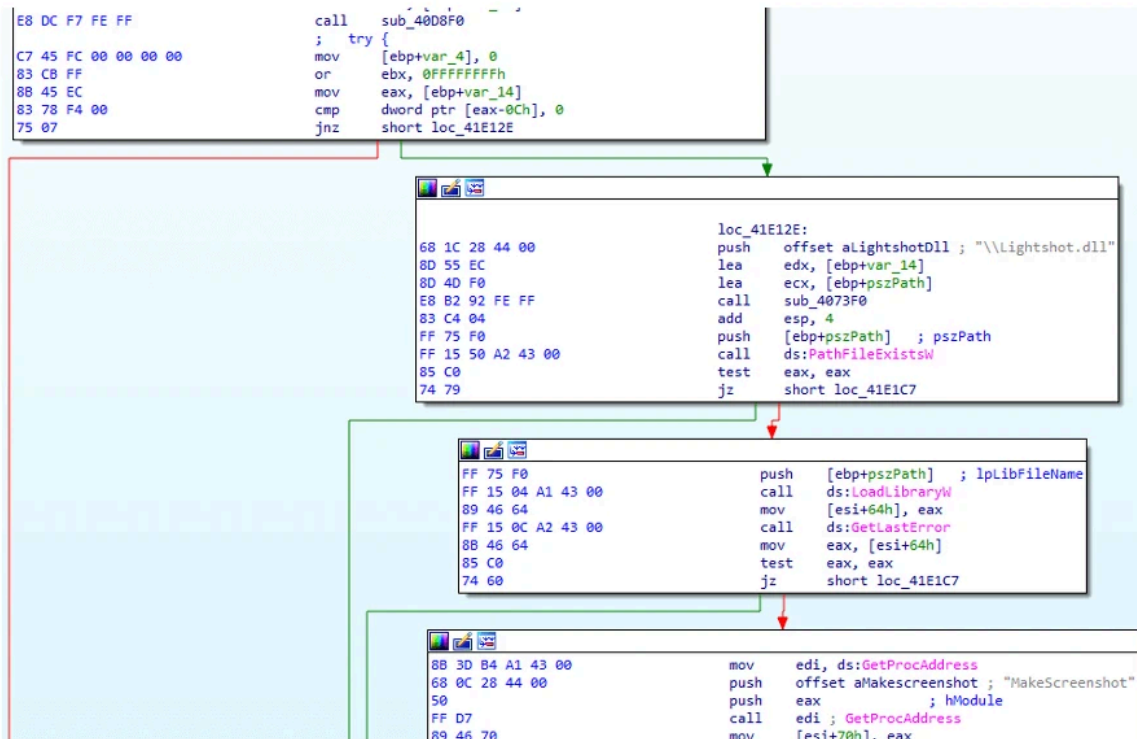 E8 DC F7 FE FF call sub_40D8F0
; try {
C7 45 FC 00 00 00 00 mov [ebp+var_4], 0
83 CB FF or ebx, 0FFFFFFFFh
8B 45 EC mov eax, [ebp+var_14]
83 78 F4 00 cmp dword ptr [eax-0Ch], 0
75 07 jnz short loc_41E12E
loc_41E12E:
68 1C 28 44 00 push offset aLightshotDll ; "\\Lightshot.dll"
8D 55 EC lea edx, [ebp+var_14]
8D 4D F0 lea ecx, [ebp+pszPath]
E8 B2 92 FE FF call sub_4073F0
83 C4 04 add esp, 4
FF 75 F0 push [ebp+pszPath] ; pszPath
FF 15 50 A2 43 00 call ds:PathFileExistsW
85 C0 test eax, eax
74 79 jz short loc_41E1C7
FF 75 F0 push [ebp+pszPath] ; lpLibFileName
FF 15 04 A1 43 00 call ds:LoadLibraryW
89 46 64 mov [esi+64h], eax
FF 15 0C A2 43 00 call ds:GetLastError
8B 46 64 mov eax, [esi+64h]
85 C0 test eax, eax
74 60 jz short loc_41E1C7
8B 3D B4 A1 43 00 mov edi, ds:GetProcAddress
68 0C 28 44 00 push offset aMakescreenshot ; "MakeScreenshot"
50 push eax ; hModule
FF D7 call edi ; GetProcAddress
89 46 70 mov [esi+70h], eax